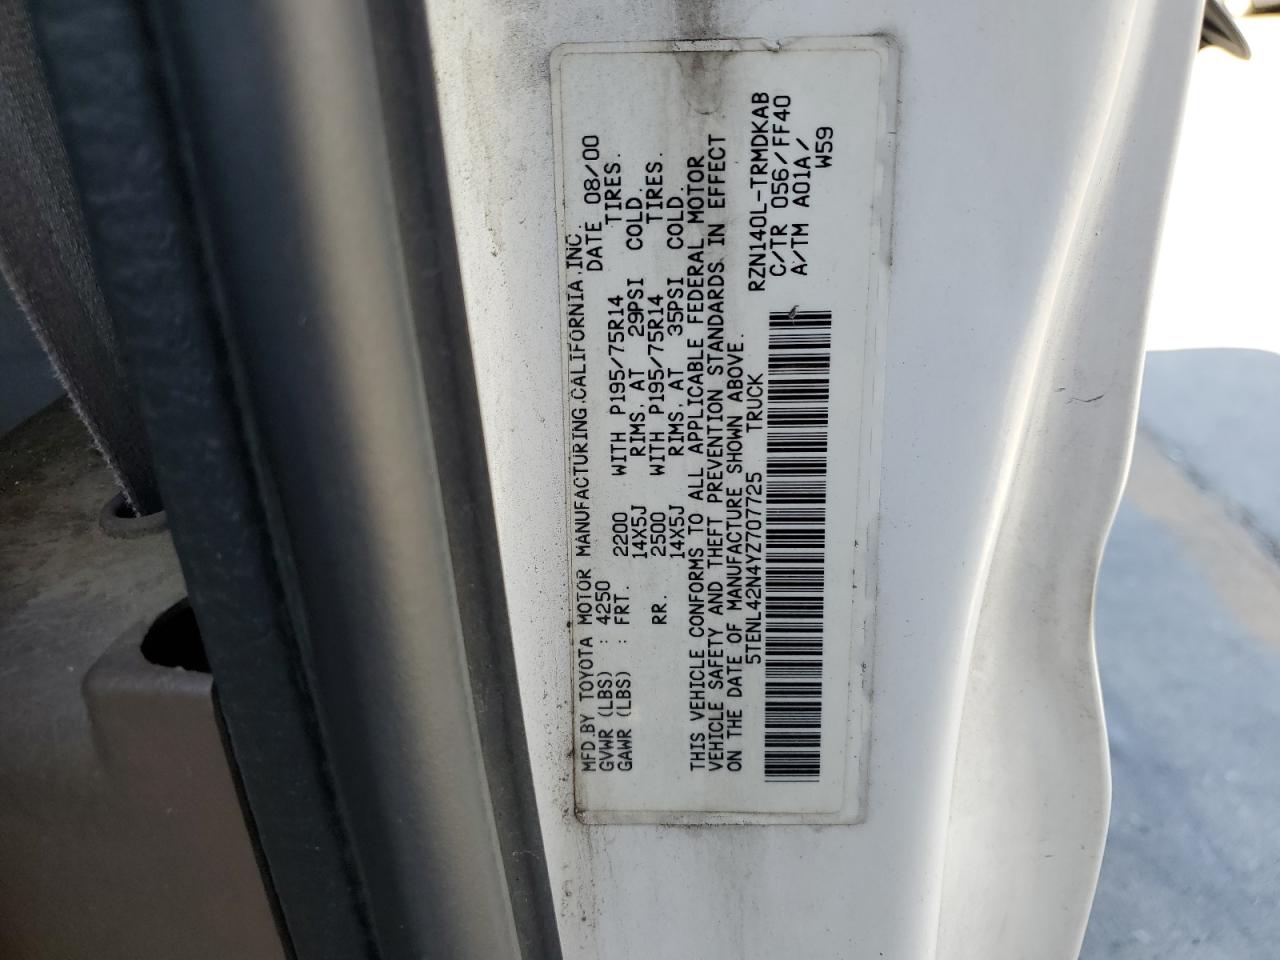 MFD.BY TOYOTA MOTOR MANUFACTURING.CALIFORNIA.INC.
GVWR (LBS) : 4250 DATE 08/00
GAWR (LBS) : FRT. 2200 WITH P195/75R14 TIRES.
14X5J RIMS. AT 29PSI COLD.
RR. 2500 WITH P195/75R14 TIRES.
14X5J RIMS. AT 35PSI COLD.
THIS VEHICLE CONFORMS TO ALL APPLICABLE FEDERAL MOTOR
VEHICLE SAFETY AND THEFT PREVENTION STANDARDS IN EFFECT
ON THE DATE OF MANUFACTURE SHOWN ABOVE.
5TENL42N4YZ707725 TRUCK
RZN140L-TRMDKAB
C/TR 056/FF40
A/TM A01A/
W59